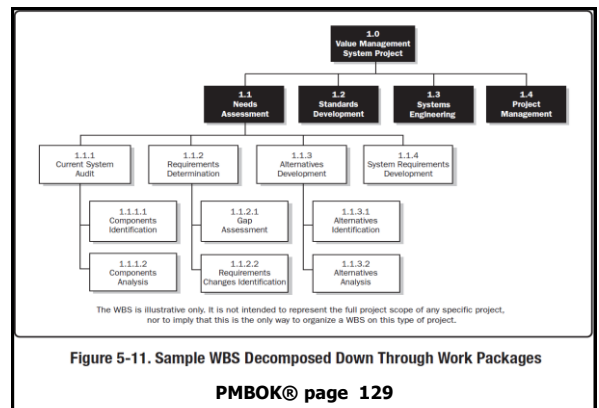 1.0
Value Management
System Project
1.1
Needs
Assessment
1.2
Standards
Development
1.3
Systems
Engineering
1.4
Project
Management
1.1.1
Current System
Audit
1.1.2
Requirements
Determination
1.1.3
Alternatives
Development
1.1.4
System Requirements
Development
1.1.1.1
Components
Identification
1.1.2.1
Gap
Assessment
1.1.3.1
Alternatives
Identification
1.1.1.2
Components
Analysis
1.1.2.2
Requirements
Changes Identification
1.1.3.2
Alternatives
Analysis
The WBS is illustrative only. It is not intended to represent the full project scope of any specific project,
nor to imply that this is the only way to organize a WBS on this type of project.
Figure 5-11. Sample WBS Decomposed Down Through Work Packages
PMBOK® page 129